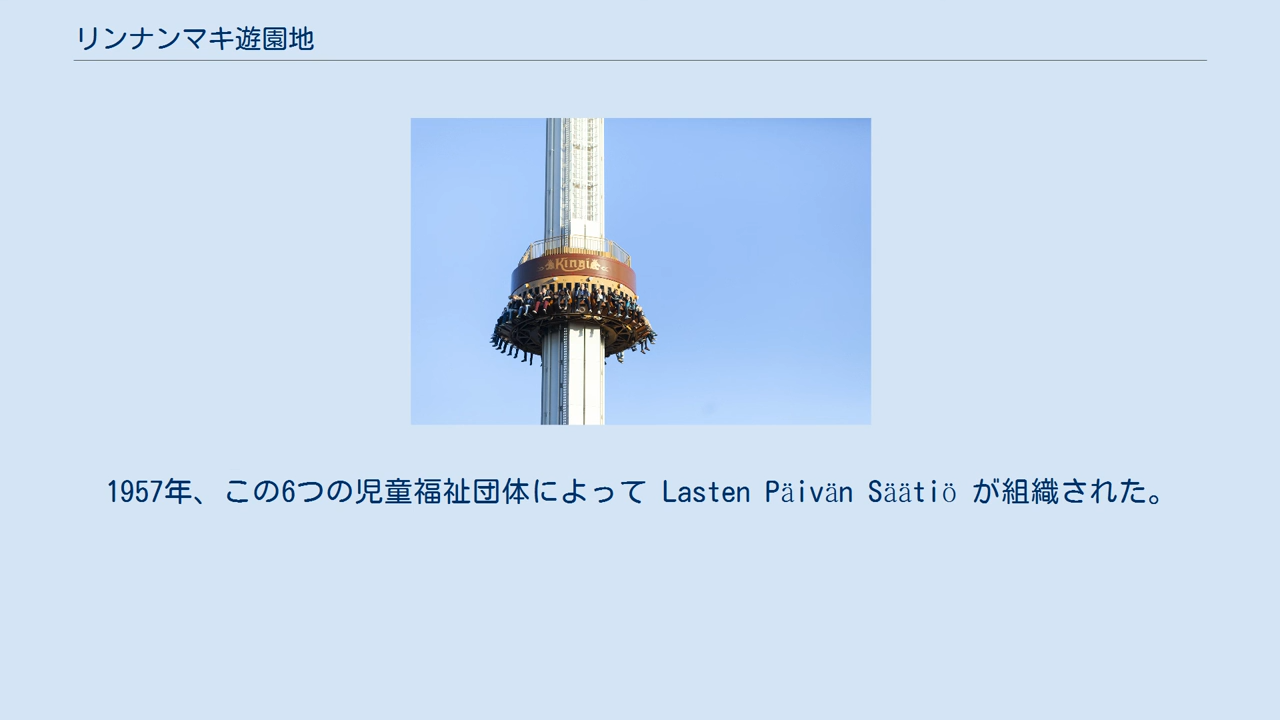 リンナンマキ遊園地
Kingi
1957年、この6つの児童福祉団体によって Lasten Päivän Säätiö が組織された。